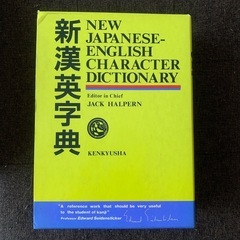 新漢英字典
NEW
JAPANESE-
ENGLISH
CHARACTER
DICTIONARY
Editor in Chief
JACK HALPERN
KENKYUSHA
"A reference work that should be very useful
to the student of kanji"
Professor Edward Seidensticker